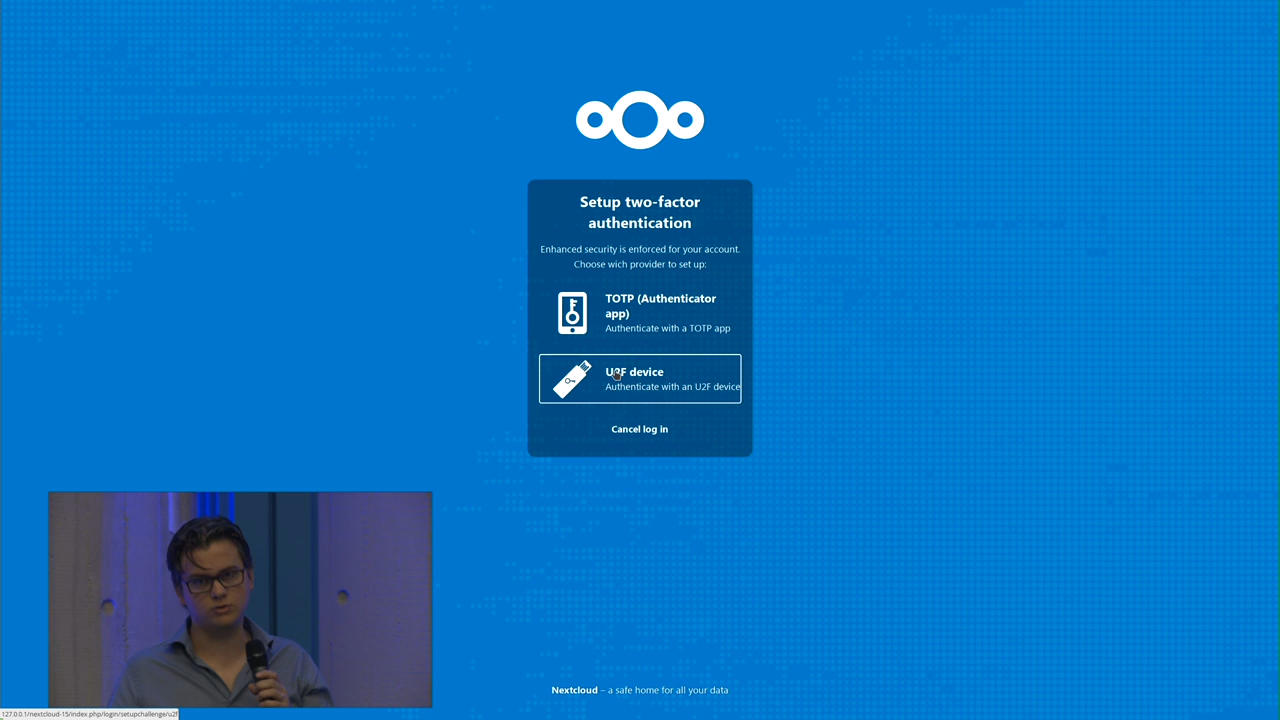 Setup two-factor
authentication
Enhanced security is enforced for your account.
Choose wich provider to set up:
TOTP (Authenticator
app)
Authenticate with a TOTP app
U2F device
Authenticate with an U2F device
Cancel log in
Nextcloud – a safe home for all your data
127.0.0.1/nextcloud-15/index.php/login/setupchallenge/u2f